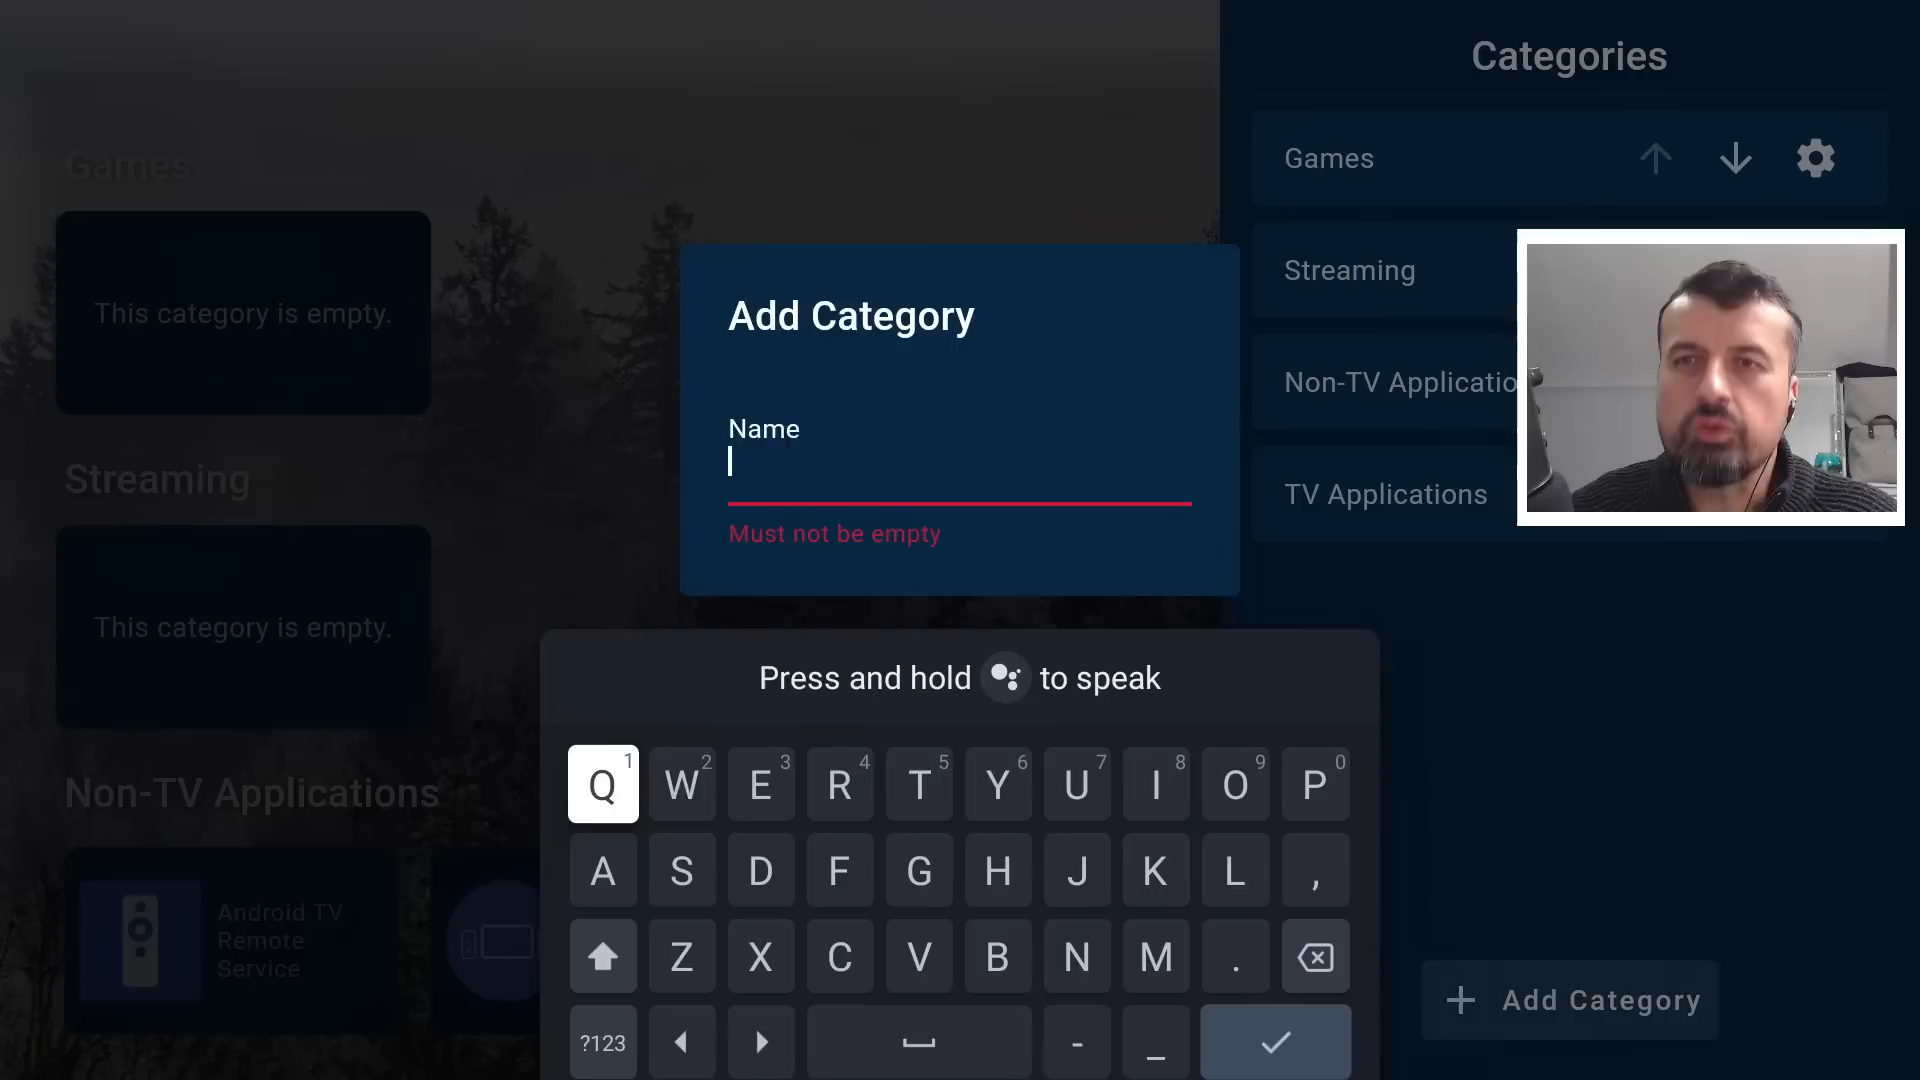 Categories
Games
Games
This category is empty.
Streaming
Non-TV Applicatio
TV Applications
Add Category
Name
Must not be empty
Streaming
This category is empty.
Non-TV Applications
Android TV
Remote
Service
Press and hold to speak
Q 1 W 2 E 3 R 4 T 5 Y 6 U 7 I 8 O 9 P 0
A S D F G H J K L ,
Z X C V B N M .
?123 - _
+ Add Category